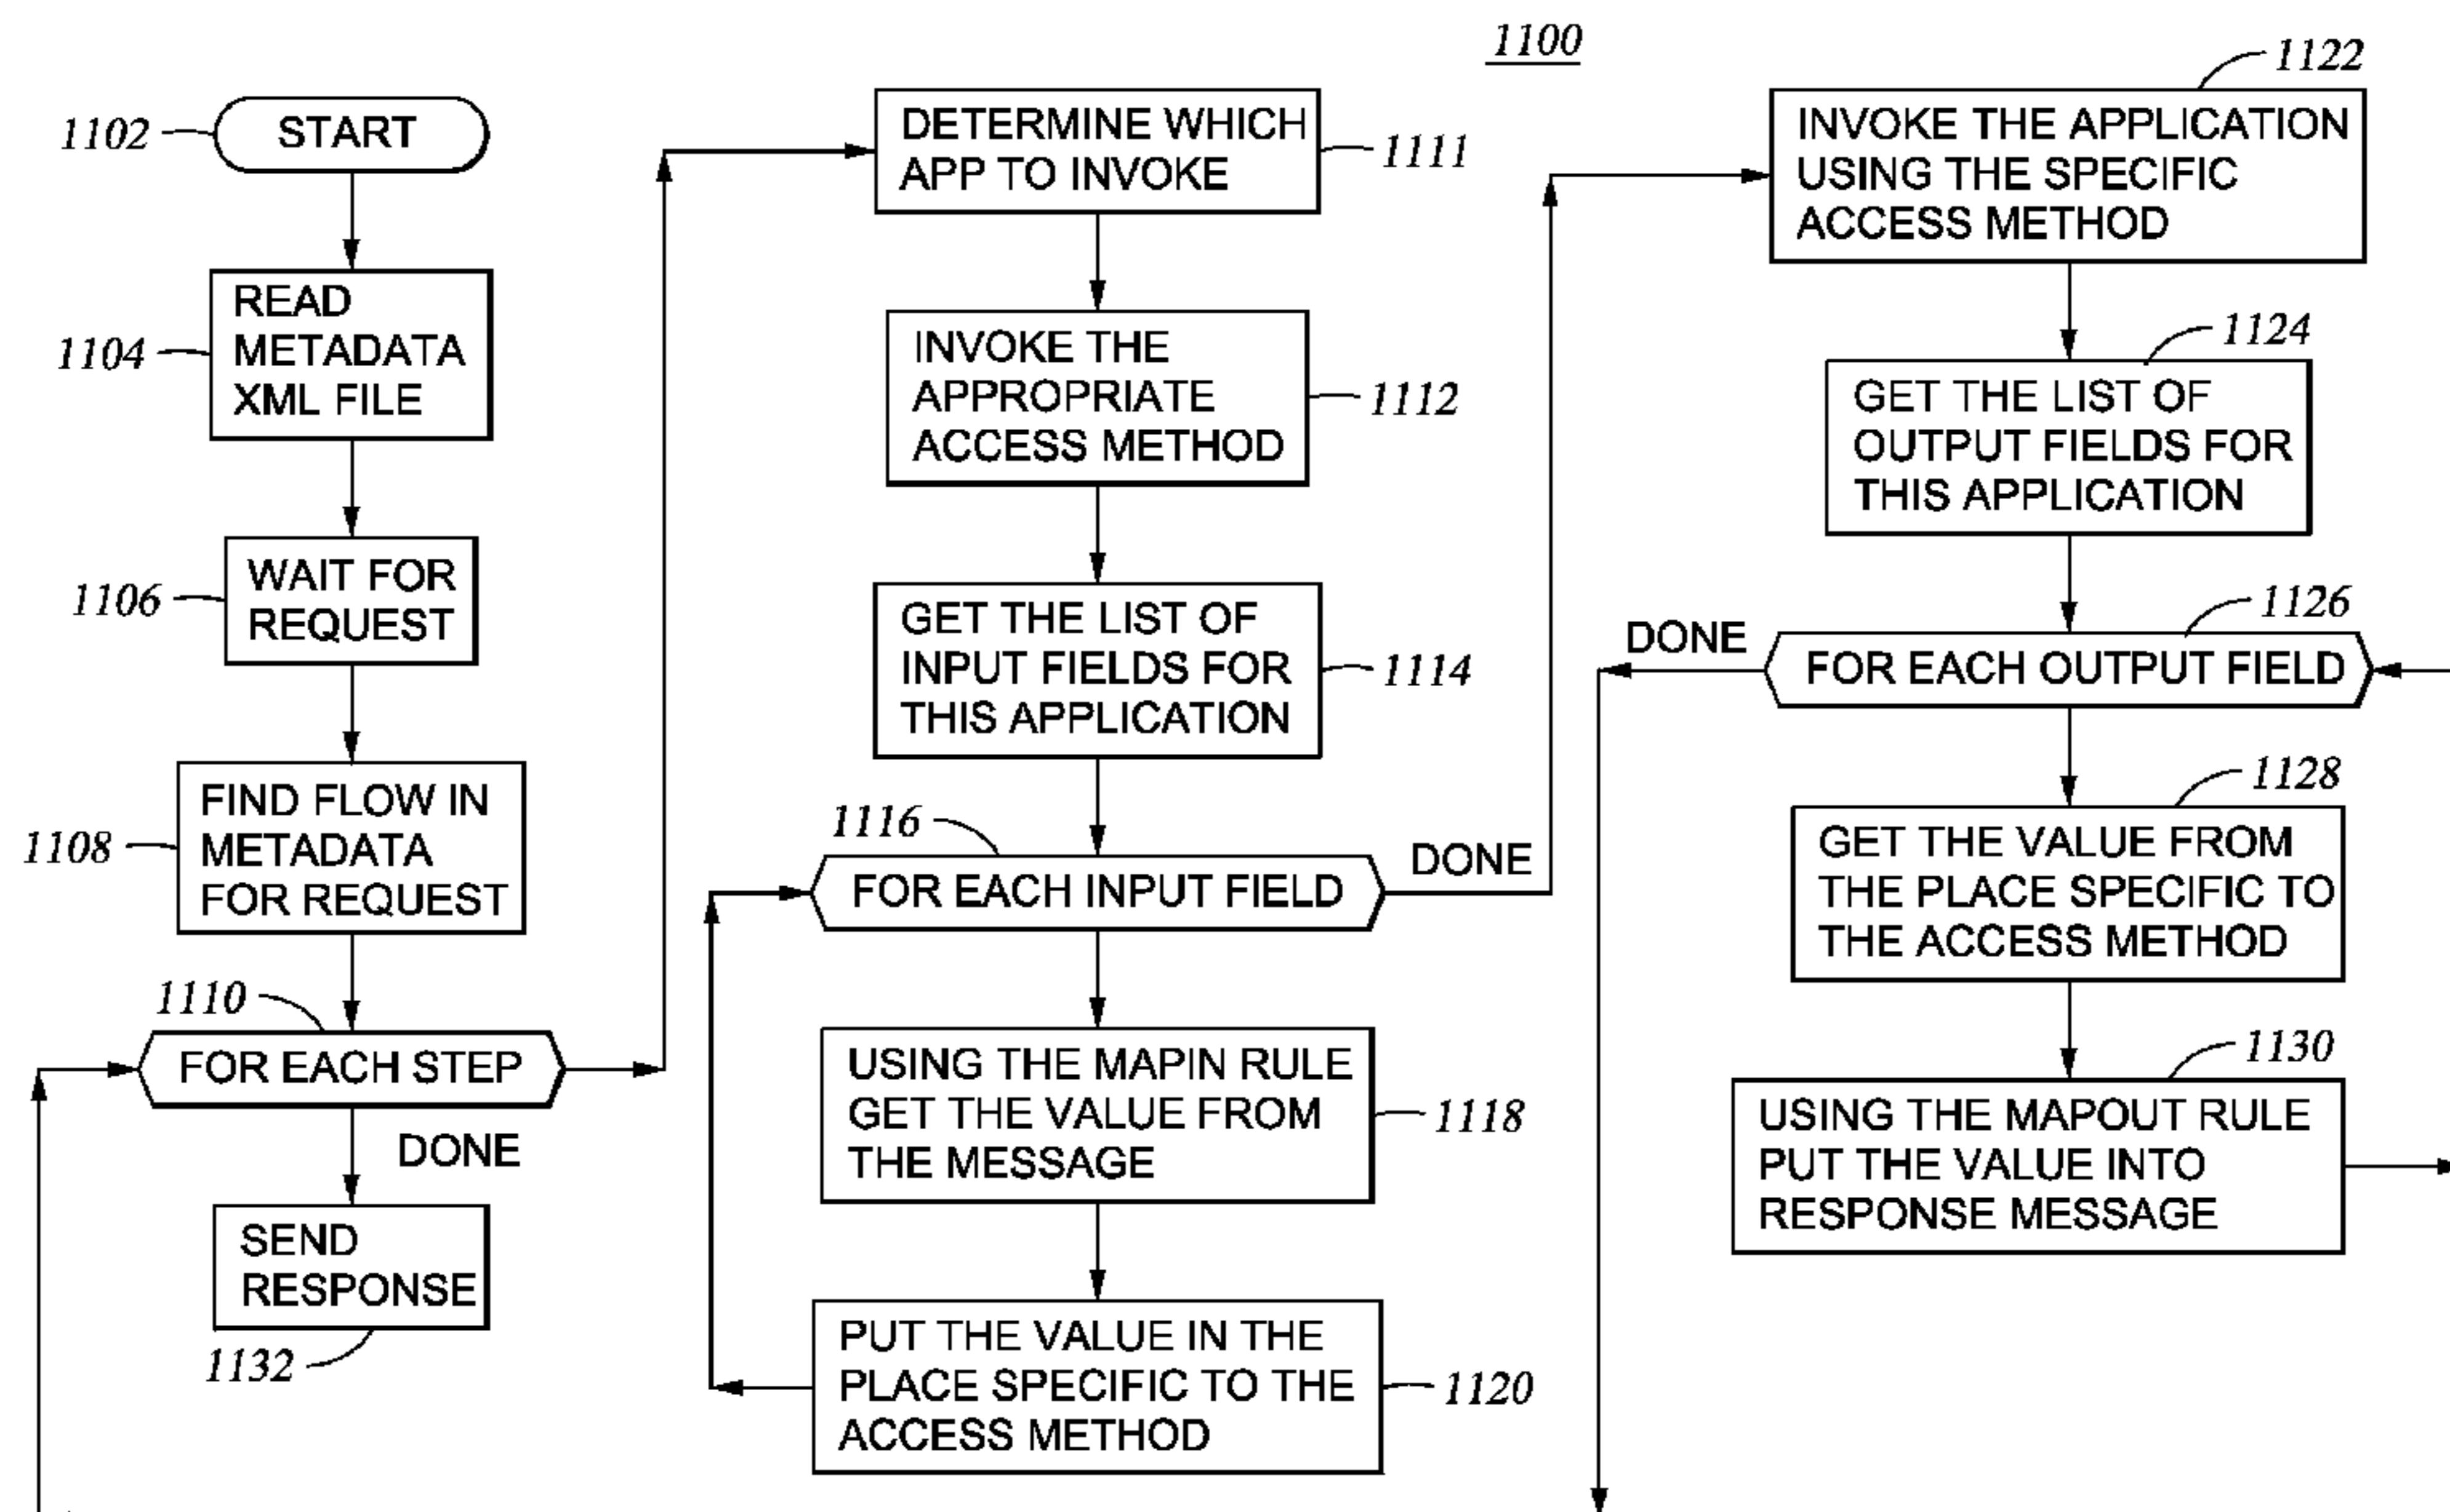 1100
1102
START
1104
READ
METADATA
XML FILE
1106
WAIT FOR
REQUEST
1108
FIND FLOW IN
METADATA
FOR REQUEST
1110
FOR EACH STEP
DONE
SEND
RESPONSE
1132
DETERMINE WHICH
APP TO INVOKE
1111
INVOKE THE
APPROPRIATE
ACCESS METHOD
1112
GET THE LIST OF
INPUT FIELDS FOR
THIS APPLICATION
1114
1116
FOR EACH INPUT FIELD
DONE
USING THE MAPIN RULE
GET THE VALUE FROM
THE MESSAGE
1118
PUT THE VALUE IN THE
PLACE SPECIFIC TO THE
ACCESS METHOD
1120
1122
INVOKE THE APPLICATION
USING THE SPECIFIC
ACCESS METHOD
1124
GET THE LIST OF
OUTPUT FIELDS FOR
THIS APPLICATION
1126
DONE
FOR EACH OUTPUT FIELD
1128
GET THE VALUE FROM
THE PLACE SPECIFIC TO
THE ACCESS METHOD
1130
USING THE MAPOUT RULE
PUT THE VALUE INTO
RESPONSE MESSAGE